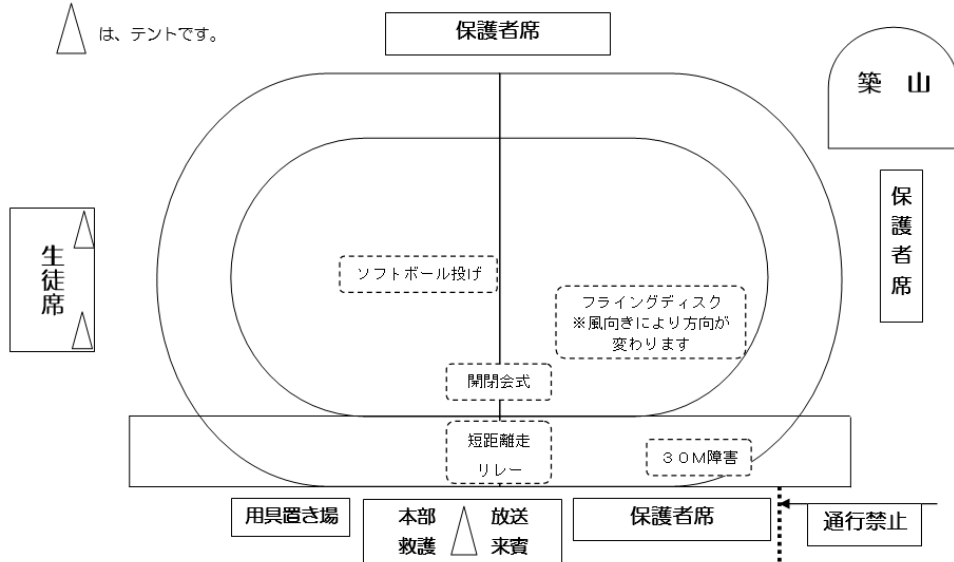 は、テントです。
保護者席
築 山
保護者席
生徒席
ソフトボール投げ
フライングディスク
※風向きにより方向が
変わります
開閉会式
短距離走
リレー
30M障害
用具置き場
本部 放送
救護 来賓
保護者席
通行禁止